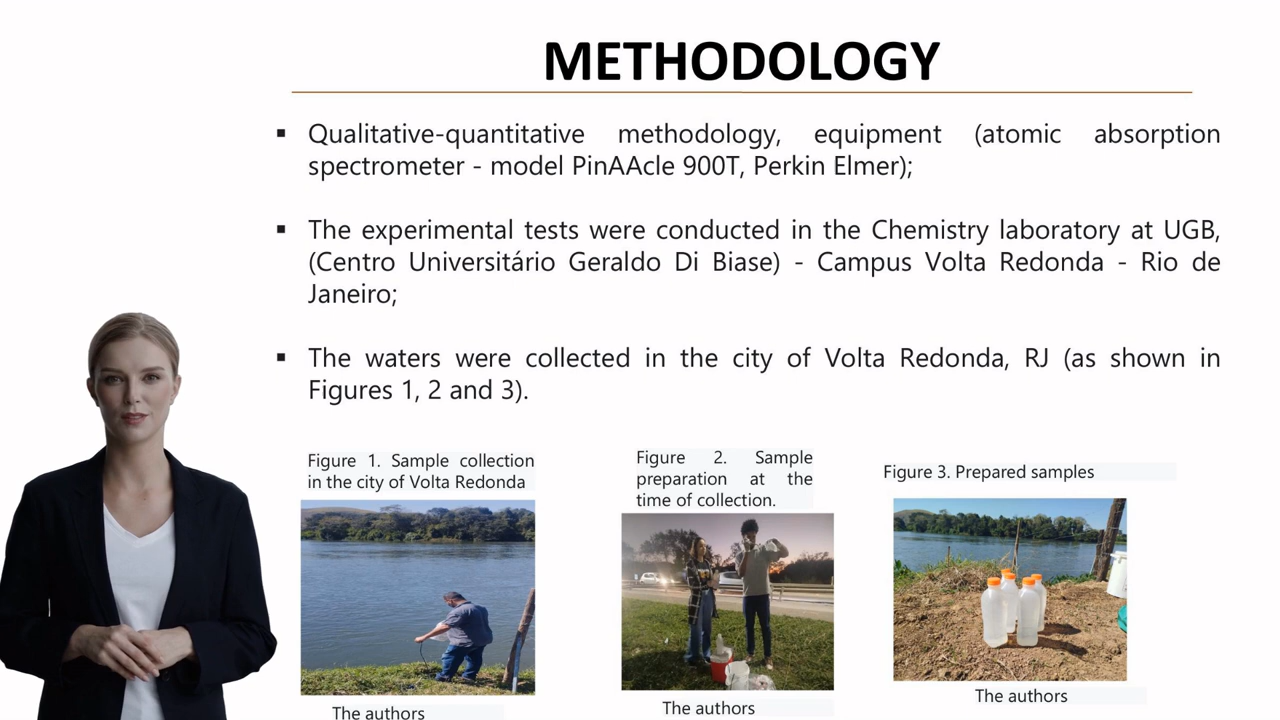 METHODOLOGY
▪ Qualitative-quantitative methodology, equipment (atomic absorption
spectrometer - model PinAAcle 900T, Perkin Elmer);
▪ The experimental tests were conducted in the Chemistry laboratory at UGB,
(Centro Universitário Geraldo Di Biase) - Campus Volta Redonda - Rio de
Janeiro;
▪ The waters were collected in the city of Volta Redonda, RJ (as shown in
Figures 1, 2 and 3).
Figure 1. Sample collection
in the city of Volta Redonda
The authors
Figure 2. Sample
preparation at the
time of collection.
The authors
Figure 3. Prepared samples
The authors